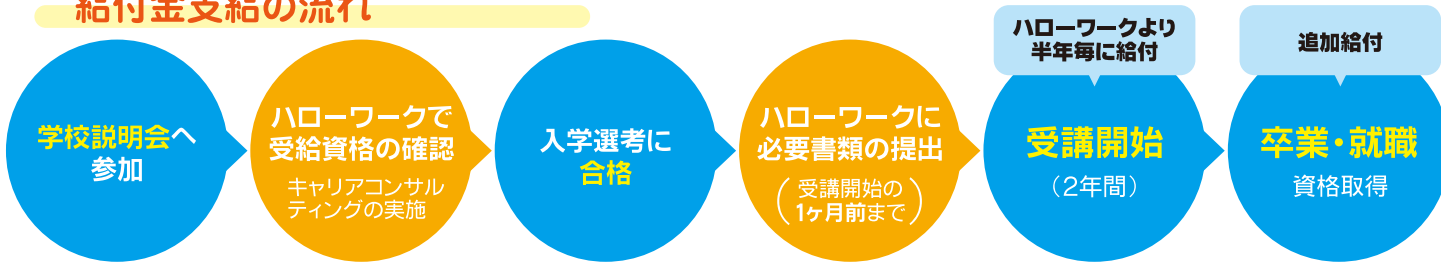 給付金支給の流れ
学校説明会へ
参加
ハローワークで
受給資格の確認
キャリアコンサル
ティングの実施
入学選考に
合格
ハローワークに
必要書類の提出
(受講開始の
1ヶ月前まで)
ハローワークより
半年毎に給付
受講開始
(2年間)
追加給付
卒業・就職
資格取得